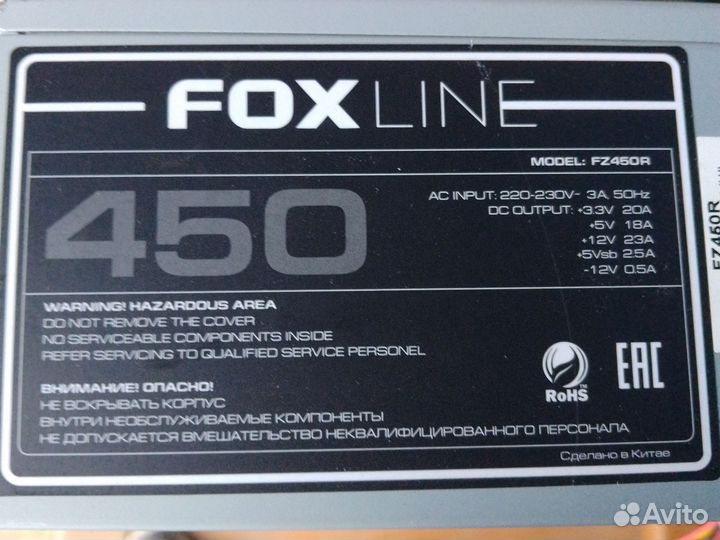 FOXLINE
MODEL: FZ450R
450
AC INPUT: 220-230V~ 3A, 50Hz
DC OUTPUT: +3.3V 20A
+5V 18A
+12V 23A
+5Vsb 2.5A
-12V 0.5A
WARNING! HAZARDOUS AREA
DO NOT REMOVE THE COVER
NO SERVICEABLE COMPONENTS INSIDE
REFER SERVICING TO QUALIFIED SERVICE PERSONEL
ВНИМАНИЕ! ОПАСНО!
НЕ ВСКРЫВАТЬ КОРПУС
ВНУТРИ НЕОБСЛУЖИВАЕМЫЕ КОМПОНЕНТЫ
НЕ ДОПУСКАЕТСЯ ВМЕШАТЕЛЬСТВО НЕКВАЛИФИЦИРОВАННОГО ПЕРСОНАЛА
RoHS TM
EAC
Сделано в Китае
FZ450R
Avito